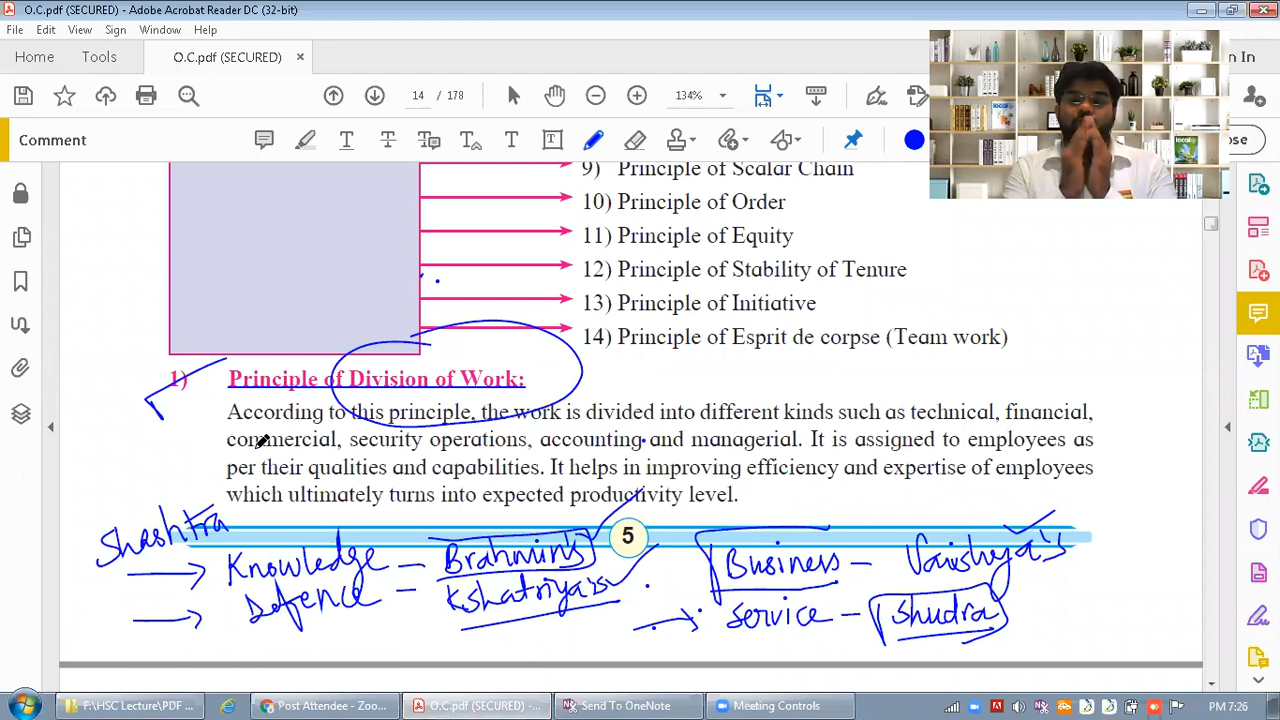 O.C.pdf (SECURED) - Adobe Acrobat Reader DC (32-bit)
File Edit View Sign Window Help
Home Tools O.C.pdf (SECURED) × In
14 / 178 134%
Comment
9) Principle of Scalar Chain
10) Principle of Order
11) Principle of Equity
12) Principle of Stability of Tenure
13) Principle of Initiative
14) Principle of Esprit de corpse (Team work)
1) Principle of Division of Work:
According to this principle, the work is divided into different kinds such as technical, financial,
commercial, security operations, accounting and managerial. It is assigned to employees as
per their qualities and capabilities. It helps in improving efficiency and expertise of employees
which ultimately turns into expected productivity level.
5
Shashtra
Knowledge - Brahmins Business - Vaishya's
Defence - Kshatriya's service - shudra
F:\HSC Lecture\PDF ... Post Attendee - Zoo... O.C.pdf (SECURED) - ... Send To OneNote Meeting Controls PM 7:26